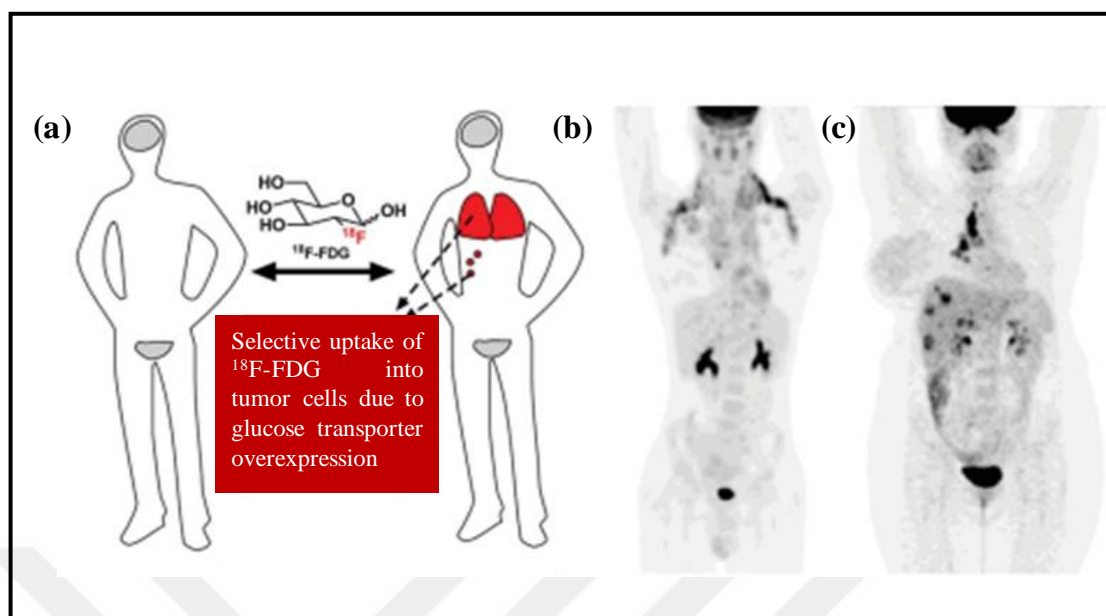 (a)
(b)
(c)
HO
HO
HO
O
OH
18F
18F-FDG
Selective uptake of
18F-FDG into
tumor cells due to
glucose transporter
overexpression